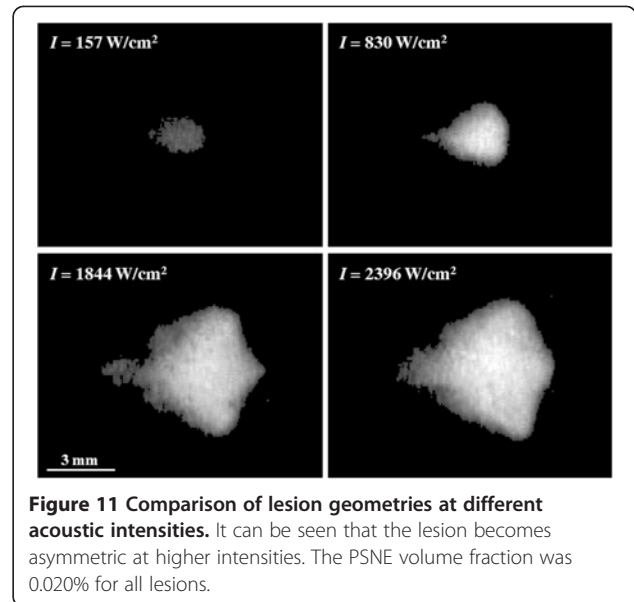 I = 157 W/cm²
I = 830 W/cm²
I = 1844 W/cm²
I = 2396 W/cm²
3 mm
Figure 11 Comparison of lesion geometries at different
acoustic intensities. It can be seen that the lesion becomes
asymmetric at higher intensities. The PSNE volume fraction was
0.020% for all lesions.